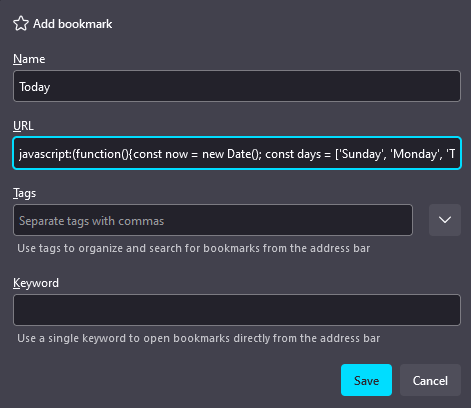 Add bookmark
Name
Today
URL
javascript:(function(){const now = new Date(); const days = ['Sunday', 'Monday', 'T
Tags
Separate tags with commas
Use tags to organize and search for bookmarks from the address bar
Keyword
Use a single keyword to open bookmarks directly from the address bar
Save Cancel